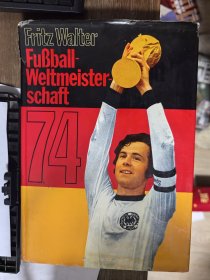 Fritz Walter
Fußball-
Weltmeister-
schaft
74